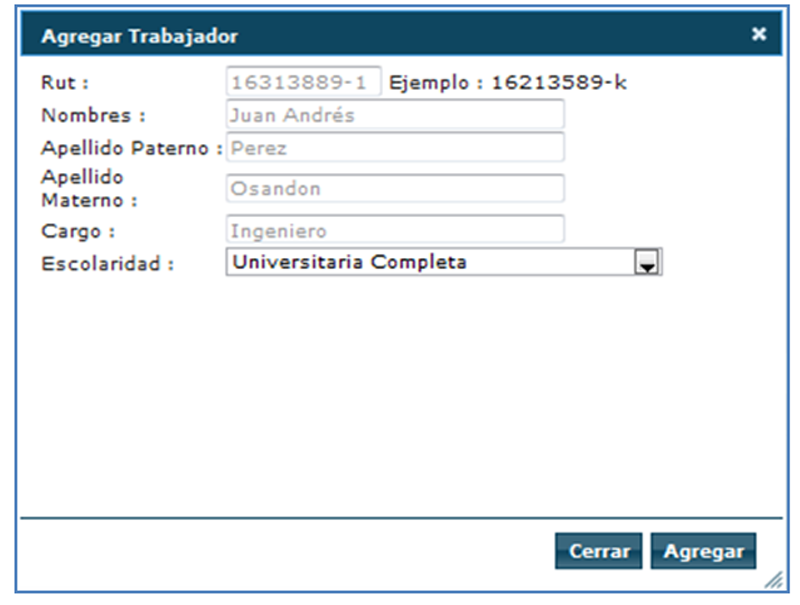 Agregar Trabajador
Rut : 16313889-1 Ejemplo : 16213589-k
Nombres : Juan Andrés
Apellido Paterno : Perez
Apellido
Materno : Osandon
Cargo : Ingeniero
Escolaridad : Universitaria Completa
Cerrar Agregar